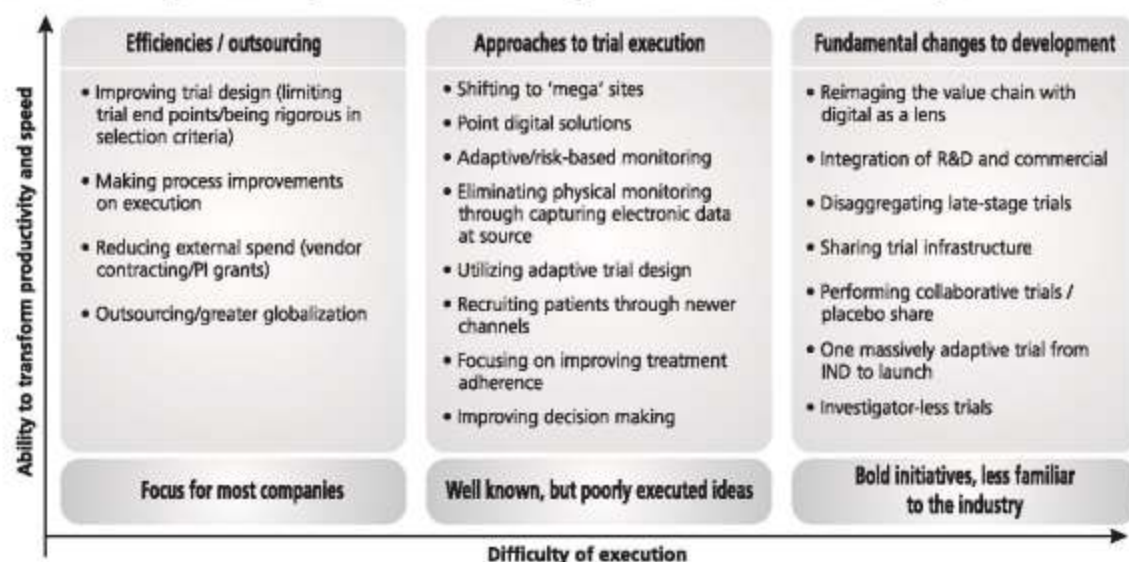 Ability to transform productivity and speed
Efficiencies / outsourcing
• Improving trial design (limiting
trial end points/being rigorous in
selection criteria)
• Making process improvements
on execution
• Reducing external spend (vendor
contracting/PI grants)
• Outsourcing/greater globalization
Focus for most companies
Approaches to trial execution
• Shifting to 'mega' sites
• Point digital solutions
• Adaptive/risk-based monitoring
• Eliminating physical monitoring
through capturing electronic data
at source
• Utilizing adaptive trial design
• Recruiting patients through newer
channels
• Focusing on improving treatment
adherence
• Improving decision making
Well known, but poorly executed ideas
Fundamental changes to development
• Reimaging the value chain with
digital as a lens
• Integration of R&D and commercial
• Disaggregating late-stage trials
• Sharing trial infrastructure
• Performing collaborative trials /
placebo share
• One massively adaptive trial from
IND to launch
• Investigator-less trials
Bold initiatives, less familiar
to the industry
Difficulty of execution